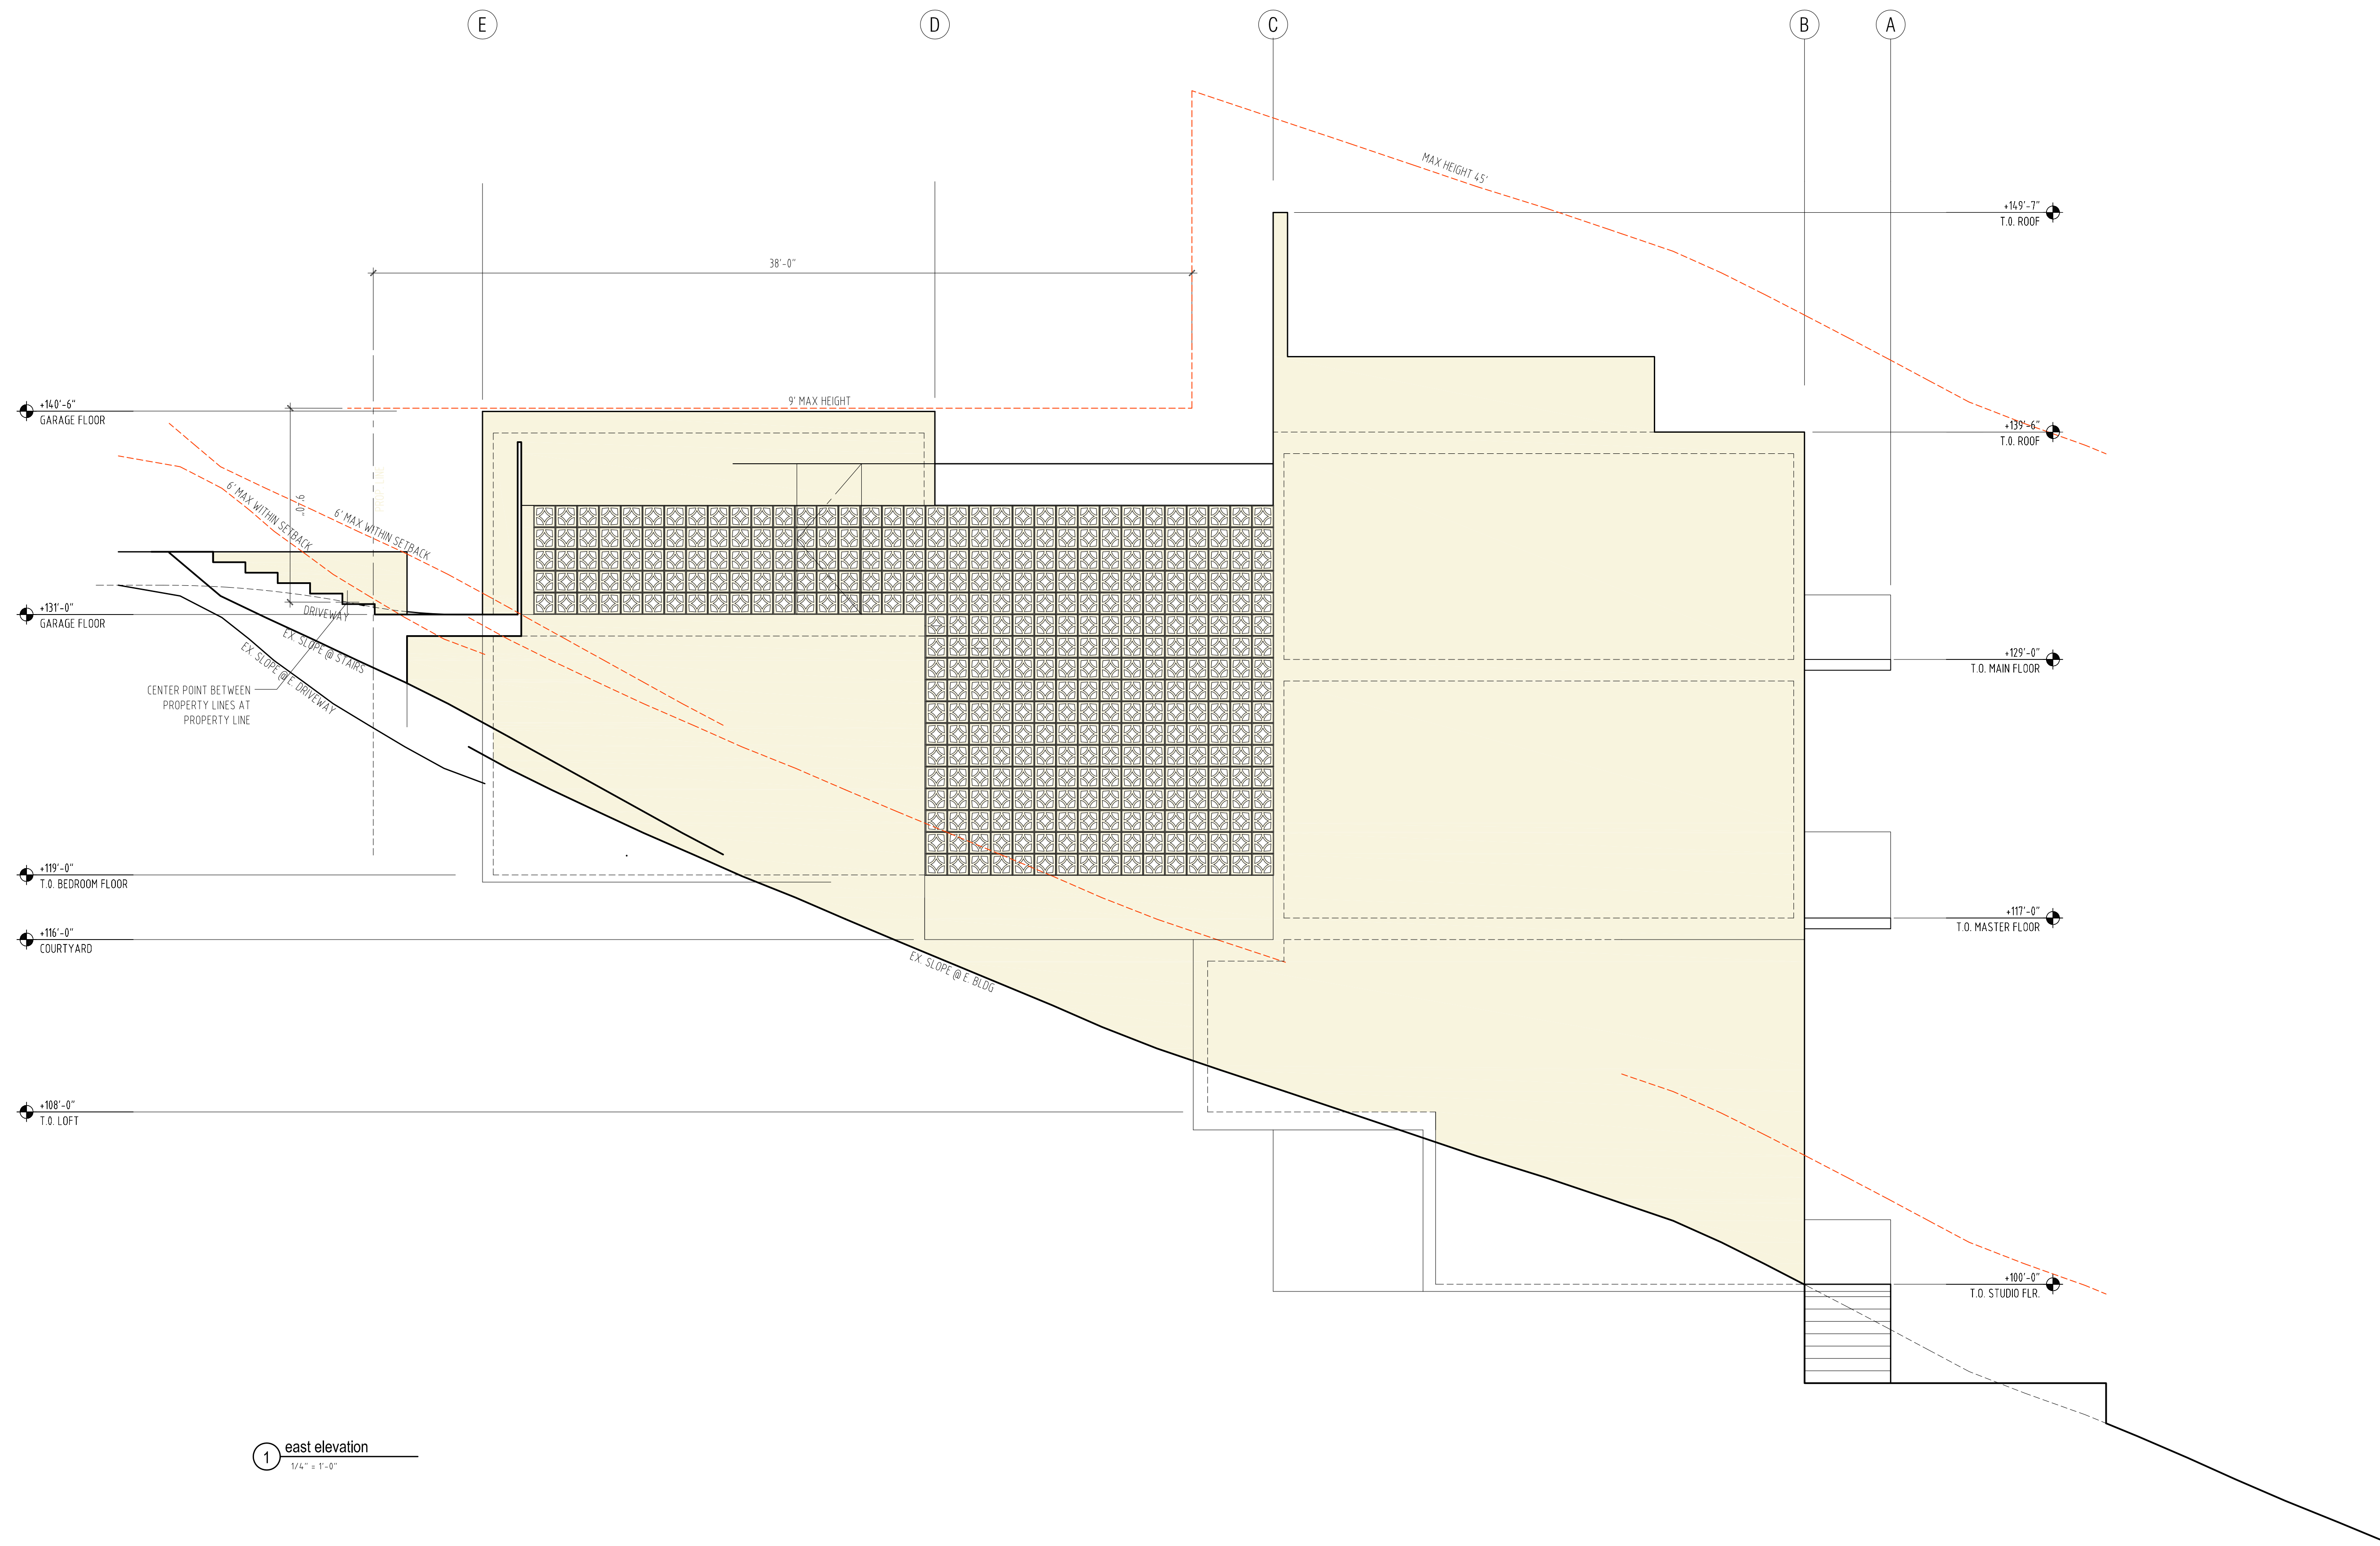 E
D
C
B
A
MAX HEIGHT 45'
+149'-7"
T.O. ROOF
38'-0"
9' MAX HEIGHT
+140'-6"
GARAGE FLOOR
+139'-6"
T.O. ROOF
6' MAX WITHIN SETBACK
6' MAX WITHIN SETBACK
DRIVEWAY
+131'-0"
GARAGE FLOOR
EX. SLOPE @ STAIRS
EX. SLOPE @ E. DRIVEWAY
+129'-0"
T.O. MAIN FLOOR
CENTER POINT BETWEEN
PROPERTY LINES AT
PROPERTY LINE
+119'-0"
T.O. BEDROOM FLOOR
+117'-0"
T.O. MASTER FLOOR
+116'-0"
COURTYARD
EX. SLOPE @ E. BLDG
+108'-0"
T.O. LOFT
+100'-0"
T.O. STUDIO FLR.
1
east elevation
1/4" = 1'-0"